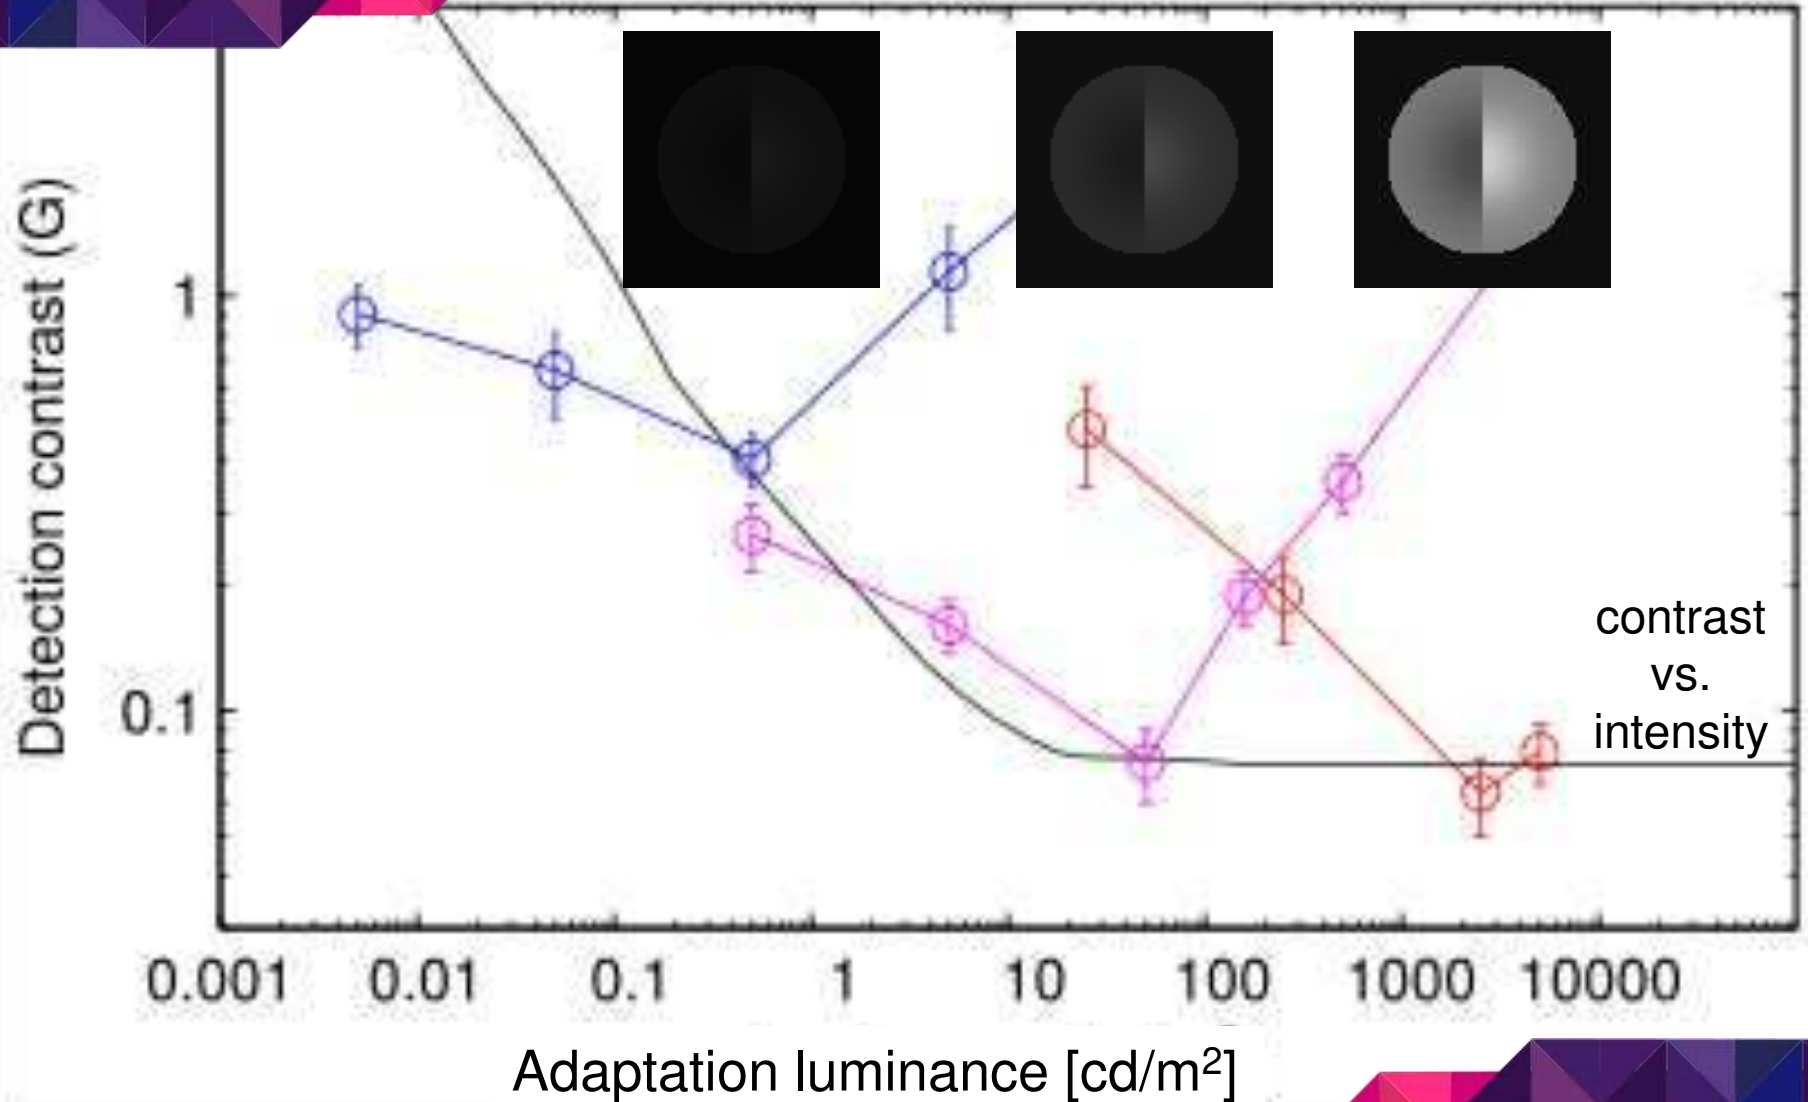 Detection contrast (G)
1
0.1
contrast
vs.
intensity
0.001 0.01 0.1 1 10 100 1000 10000
Adaptation luminance [cd/m²]